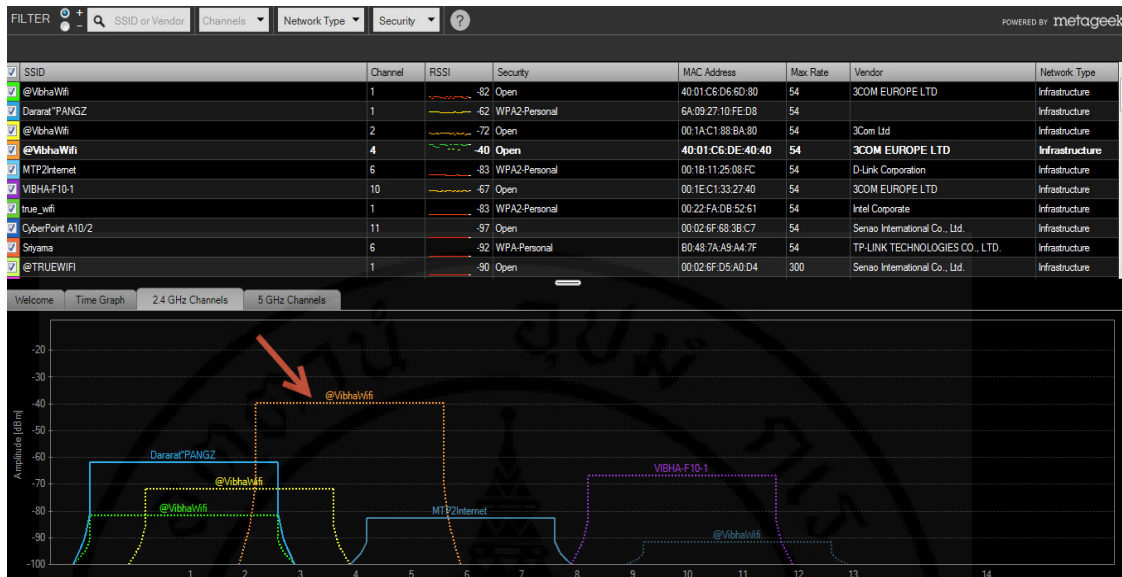 FILTER + − SSID or Vendor Channels Network Type Security ? POWERED BY metageek
SSID Channel RSSI Security MAC Address Max Rate Vendor Network Type
@VibhaWifi 1 -82 Open 40:01:C6:D6:6D:80 54 3COM EUROPE LTD Infrastructure
Dararat"PANGZ 1 -62 WPA2-Personal 6A:09:27:10:FE:D8 54 Infrastructure
@VibhaWifi 2 -72 Open 00:1A:C1:88:BA:80 54 3Com Ltd Infrastructure
@VibhaWifi 4 -40 Open 40:01:C6:DE:40:40 54 3COM EUROPE LTD Infrastructure
MTP2Internet 6 -83 WPA2-Personal 00:1B:11:25:08:FC 54 D-Link Corporation Infrastructure
VIBHA-F10-1 10 -67 Open 00:1E:C1:33:27:40 54 3COM EUROPE LTD Infrastructure
true_wifi 1 -83 WPA2-Personal 00:22:FA:DB:52:61 54 Intel Corporate Infrastructure
CyberPoint A10/2 11 -97 Open 00:02:6F:68:3B:C7 54 Senao International Co., Ltd. Infrastructure
Sriyama 6 -92 WPA-Personal B0:48:7A:A9:A4:7F 54 TP-LINK TECHNOLOGIES CO., LTD. Infrastructure
@TRUEWIFI 1 -90 Open 00:02:6F:D5:A0:D4 300 Senao International Co., Ltd. Infrastructure
Welcome Time Graph 2.4 GHz Channels 5 GHz Channels
Amplitude [dBm]
-20
-30
-40 @VibhaWifi
-50
-60 Dararat"PANGZ
VIBHA-F10-1
-70
@VibhaWifi
-80 @VibhaWifi MTP2Internet
-90 @VibhaWifi
-100
1 2 3 4 5 6 7 8 9 10 11 12 13 14